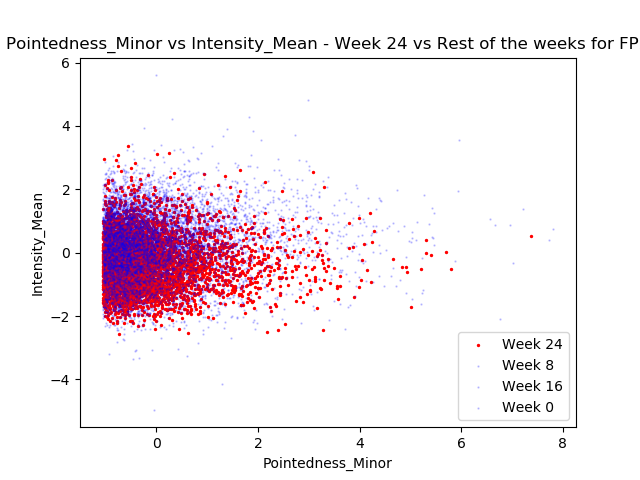 Pointedness_Minor vs Intensity_Mean - Week 24 vs Rest of the weeks for FP
6
4
2
0
−2
−4
Intensity_Mean
0 2 4 6 8
Pointedness_Minor
Week 24
Week 8
Week 16
Week 0